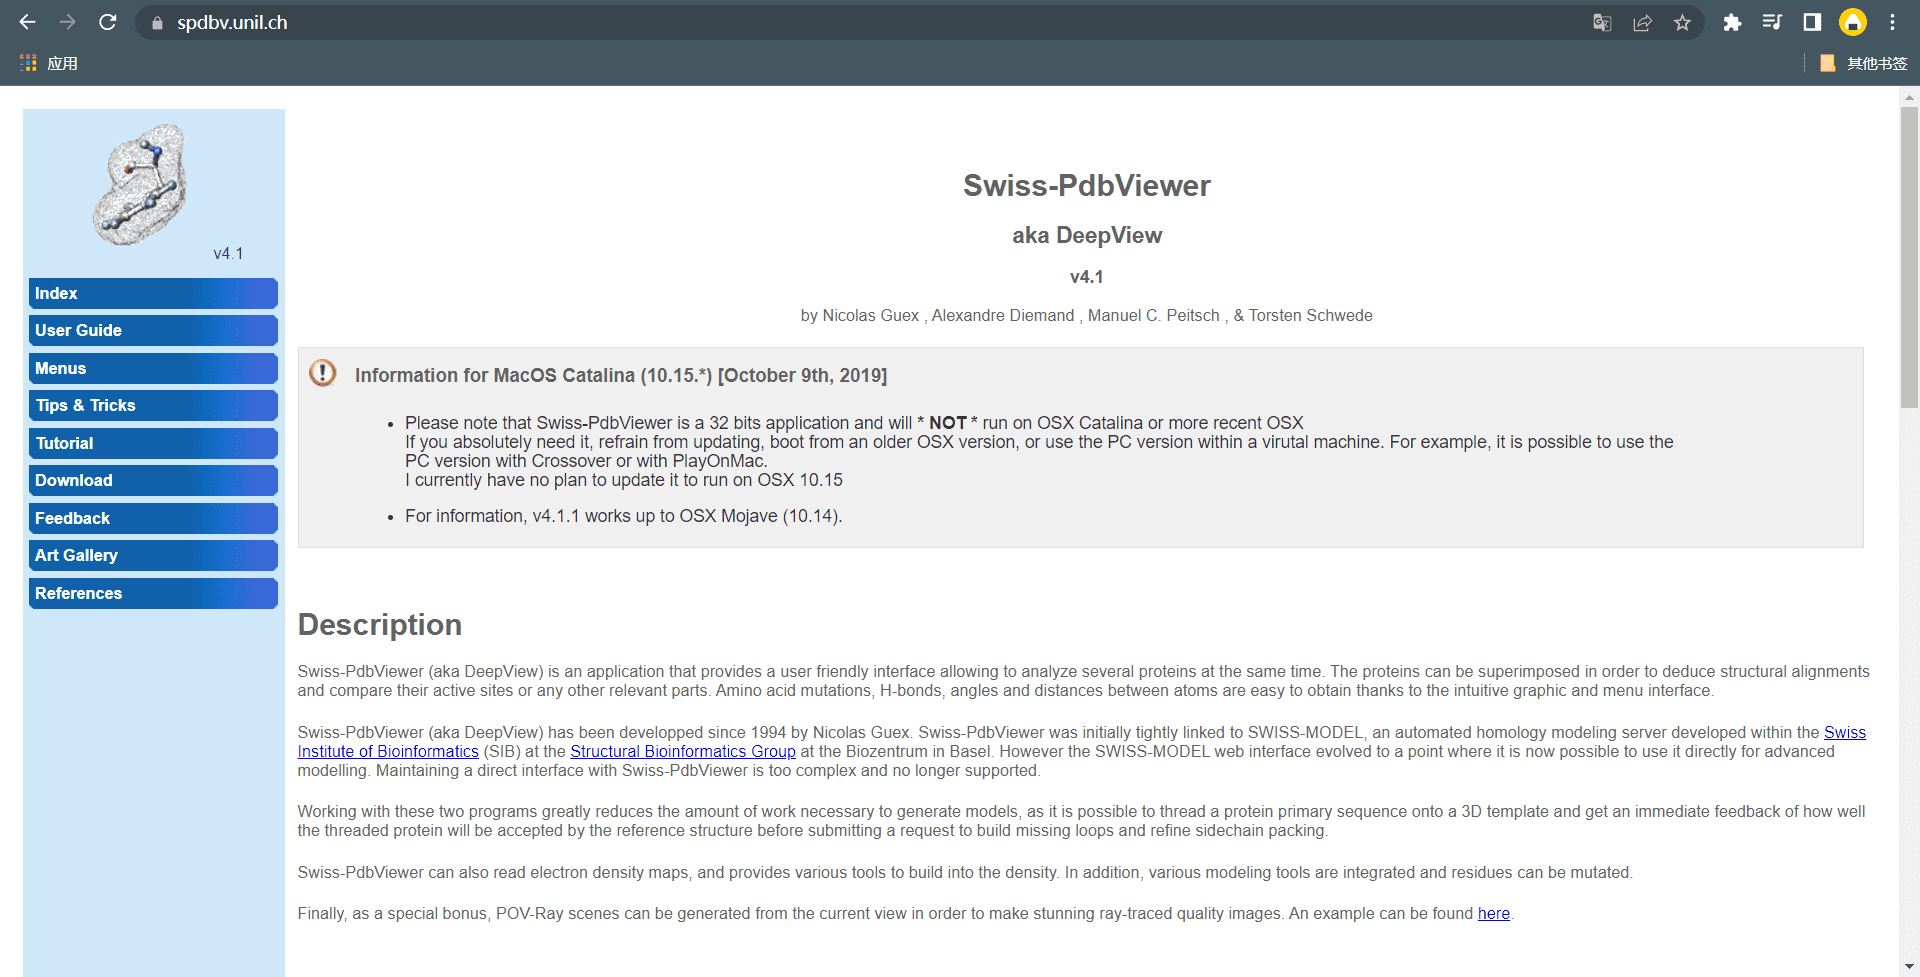 spdbv.unil.ch
应用
其他书签
v4.1
Index
User Guide
Menus
Tips & Tricks
Tutorial
Download
Feedback
Art Gallery
References
Swiss-PdbViewer
aka DeepView
v4.1
by Nicolas Guex , Alexandre Diemand , Manuel C. Peitsch , & Torsten Schwede
Information for MacOS Catalina (10.15.*) [October 9th, 2019]
• Please note that Swiss-PdbViewer is a 32 bits application and will * NOT * run on OSX Catalina or more recent OSX
If you absolutely need it, refrain from updating, boot from an older OSX version, or use the PC version within a virutal machine. For example, it is possible to use the
PC version with Crossover or with PlayOnMac.
I currently have no plan to update it to run on OSX 10.15
• For information, v4.1.1 works up to OSX Mojave (10.14).
Description
Swiss-PdbViewer (aka DeepView) is an application that provides a user friendly interface allowing to analyze several proteins at the same time. The proteins can be superimposed in order to deduce structural alignments
and compare their active sites or any other relevant parts. Amino acid mutations, H-bonds, angles and distances between atoms are easy to obtain thanks to the intuitive graphic and menu interface.
Swiss-PdbViewer (aka DeepView) has been developped since 1994 by Nicolas Guex. Swiss-PdbViewer was initially tightly linked to SWISS-MODEL, an automated homology modeling server developed within the Swiss
Institute of Bioinformatics (SIB) at the Structural Bioinformatics Group at the Biozentrum in Basel. However the SWISS-MODEL web interface evolved to a point where it is now possible to use it directly for advanced
modelling. Maintaining a direct interface with Swiss-PdbViewer is too complex and no longer supported.
Working with these two programs greatly reduces the amount of work necessary to generate models, as it is possible to thread a protein primary sequence onto a 3D template and get an immediate feedback of how well
the threaded protein will be accepted by the reference structure before submitting a request to build missing loops and refine sidechain packing.
Swiss-PdbViewer can also read electron density maps, and provides various tools to build into the density. In addition, various modeling tools are integrated and residues can be mutated.
Finally, as a special bonus, POV-Ray scenes can be generated from the current view in order to make stunning ray-traced quality images. An example can be found here.